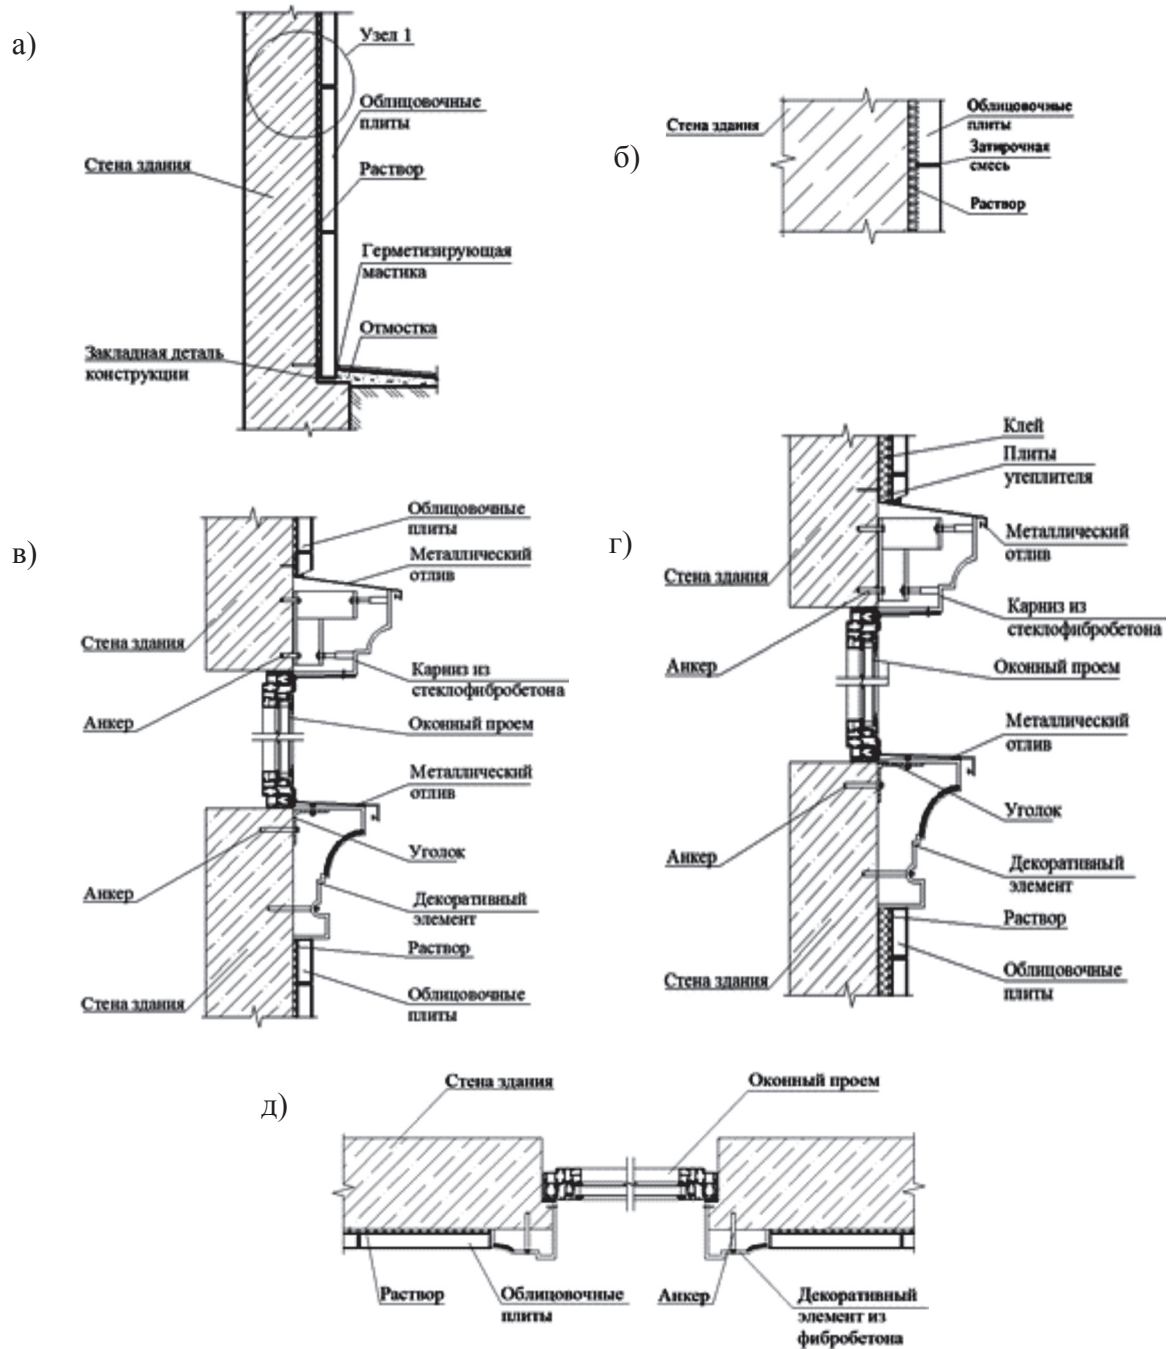 а)
Узел 1
Облицовочные
плиты
Стена здания
Раствор
Герметизирующая
мастика
Отмостка
Закладная деталь
конструкции
б)
Стена здания
Облицовочные
плиты
Затирочная
смесь
Раствор
в)
Облицовочные
плиты
Металлический
отлив
Стена здания
Карниз из
стеклофибробетона
Анкер
Оконный проем
Металлический
отлив
Уголок
Анкер
Декоративный
элемент
Раствор
Стена здания
Облицовочные
плиты
г)
Клей
Плиты
утеплителя
Металлический
отлив
Стена здания
Карниз из
стеклофибробетона
Анкер
Оконный проем
Металлический
отлив
Уголок
Анкер
Декоративный
элемент
Раствор
Стена здания
Облицовочные
плиты
д)
Стена здания
Оконный проем
Раствор
Облицовочные
плиты
Анкер
Декоративный
элемент из
фибробетона